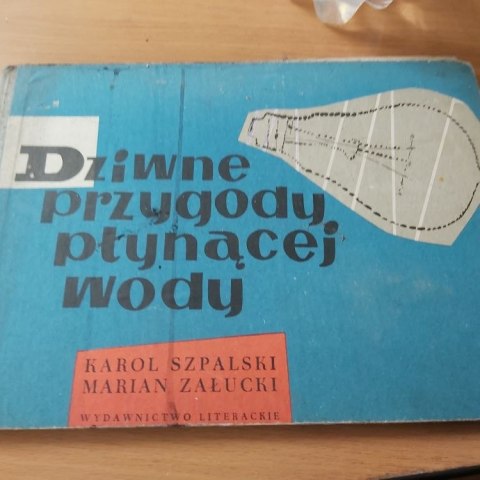 Dziwne
przygody
płynącej
wody
KAROL SZPALSKI
MARIAN ZAŁUCKI
WYDAWNICTWO LITERACKIE